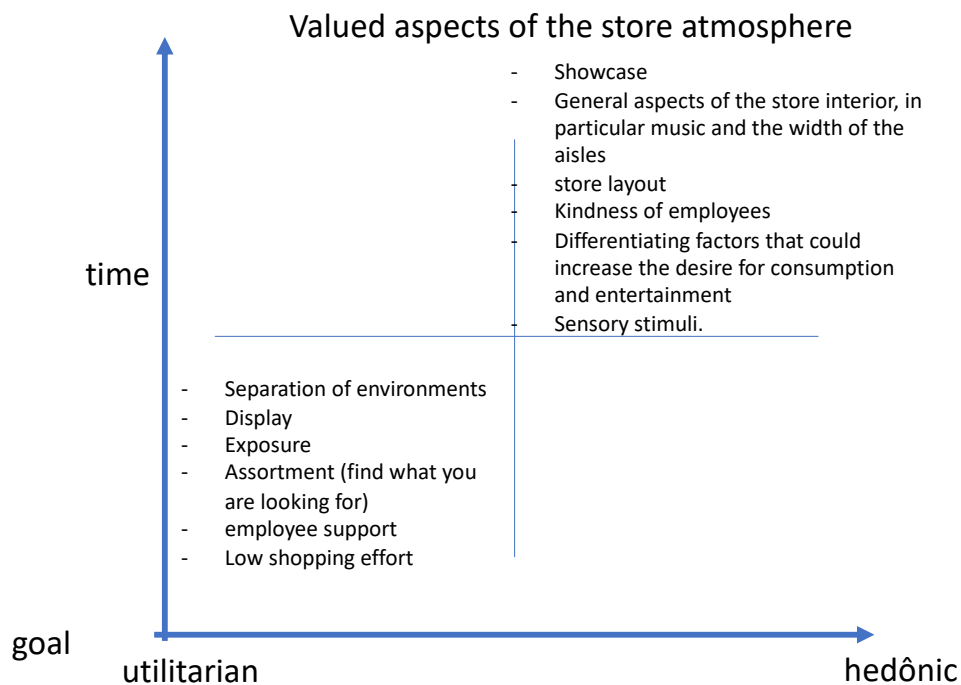 Valued aspects of the store atmosphere
- Showcase
- General aspects of the store interior, in
particular music and the width of the
aisles
- store layout
- Kindness of employees
- Differentiating factors that could
increase the desire for consumption
and entertainment
- Sensory stimuli.
time
- Separation of environments
- Display
- Exposure
- Assortment (find what you
are looking for)
- employee support
- Low shopping effort
goal
utilitarian
hedônic